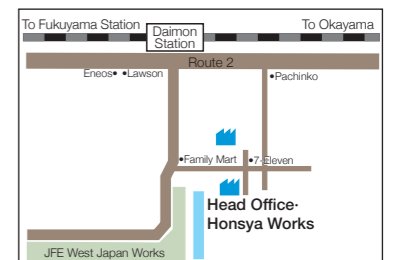 To Fukuyama Station
Daimon
Station
To Okayama
Route 2
Eneos• •Lawson
•Pachinko
•Family Mart •7-Eleven
Head Office·
Honsya Works
JFE West Japan Works